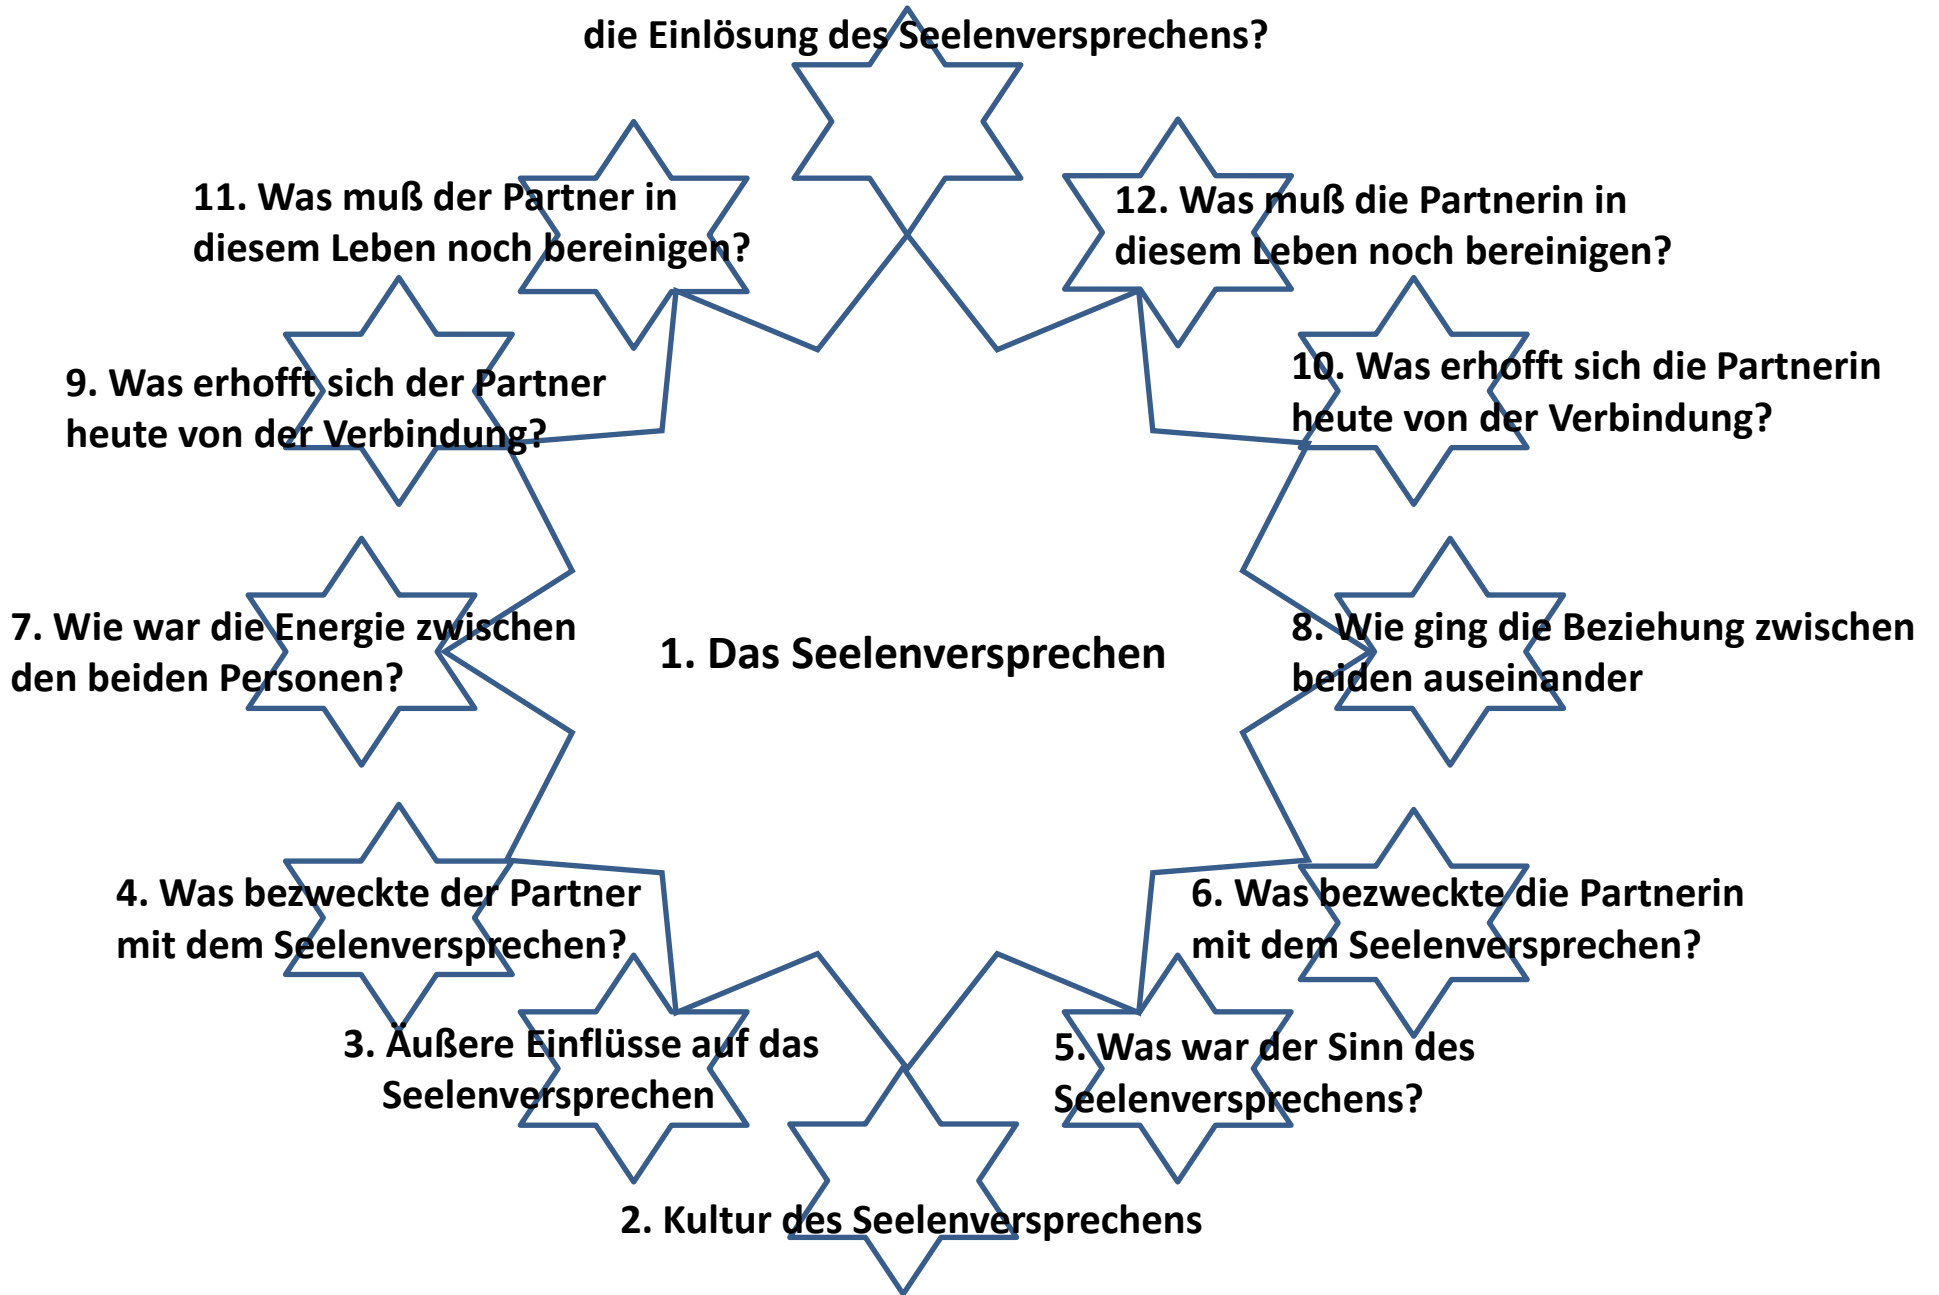 die Einlösung des Seelenversprechens?
11. Was muß der Partner in
diesem Leben noch bereinigen?
12. Was muß die Partnerin in
diesem Leben noch bereinigen?
9. Was erhofft sich der Partner
heute von der Verbindung?
10. Was erhofft sich die Partnerin
heute von der Verbindung?
7. Wie war die Energie zwischen
den beiden Personen?
1. Das Seelenversprechen
8. Wie ging die Beziehung zwischen
beiden auseinander
4. Was bezweckte der Partner
mit dem Seelenversprechen?
6. Was bezweckte die Partnerin
mit dem Seelenversprechen?
3. Äußere Einflüsse auf das
Seelenversprechen
5. Was war der Sinn des
Seelenversprechens?
2. Kultur des Seelenversprechens